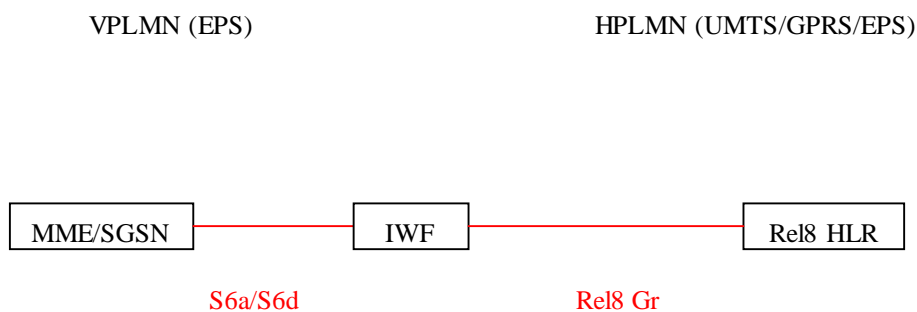 VPLMN (EPS) HPLMN (UMTS/GPRS/EPS)
MME/SGSN IWF Rel8 HLR
S6a/S6d Rel8 Gr